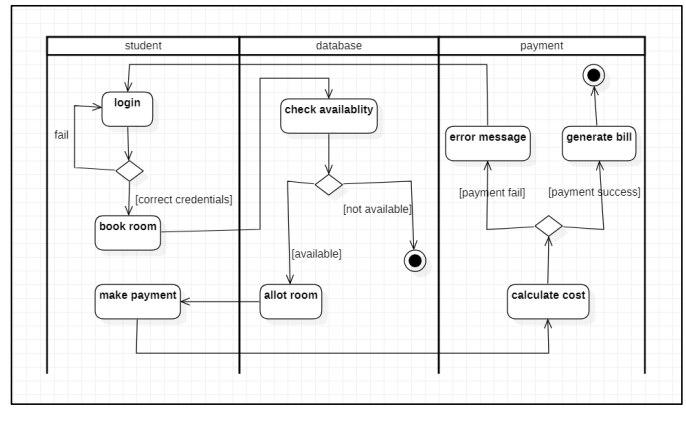 student
database
payment
login
check availablity
error message
generate bill
fail
[payment fail]
[payment success]
[correct credentials]
[not available]
book room
[available]
make payment
allot room
calculate cost